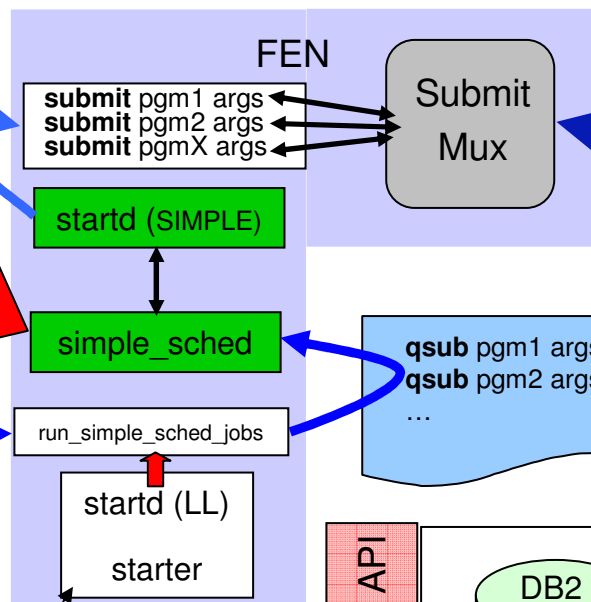 FEN
submit pgm1 args
submit pgm2 args
submit pgmX args
Submit
Mux
startd (SIMPLE)
simple_sched
qsub pgm1 args
qsub pgm2 args
...
run_simple_sched_jobs
startd (LL)
starter
API
DB2